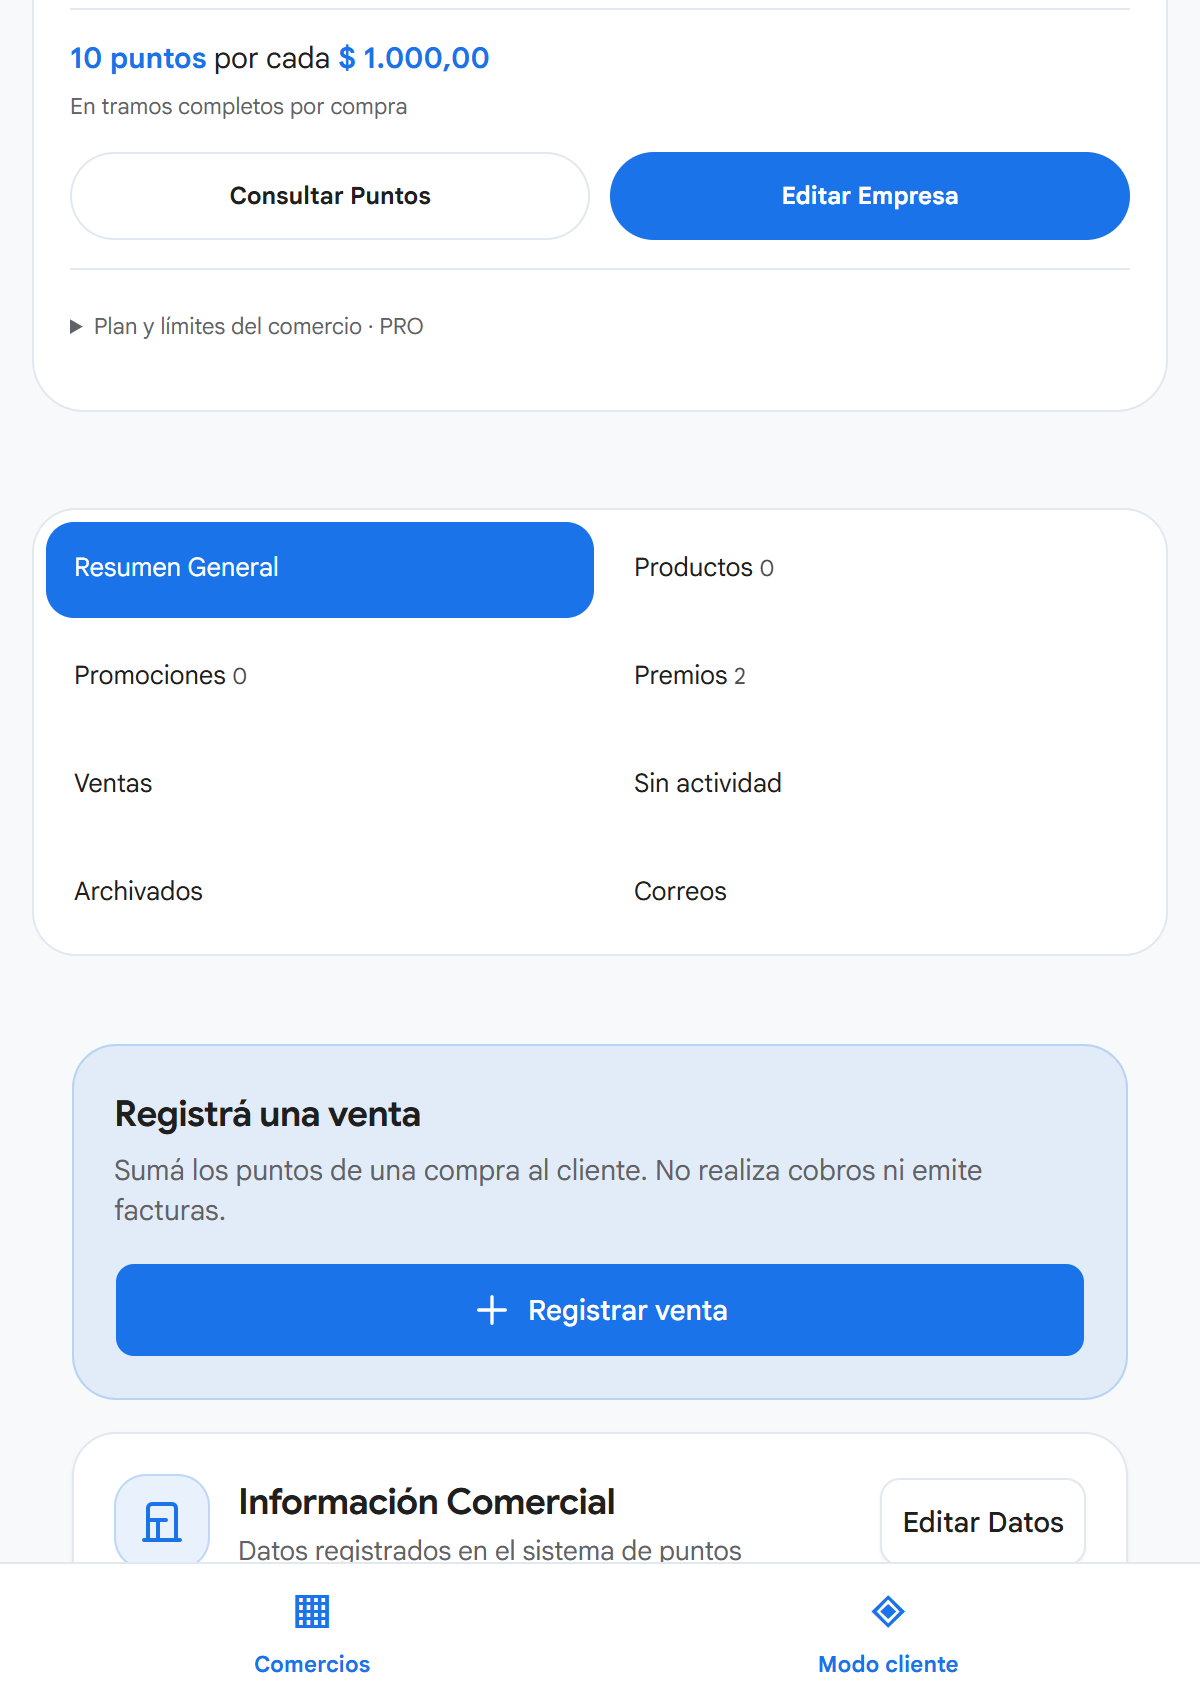 10 puntos por cada $ 1.000,00
En tramos completos por compra
Consultar Puntos
Editar Empresa
Plan y límites del comercio · PRO
Resumen General
Productos 0
Promociones 0
Premios 2
Ventas
Sin actividad
Archivados
Correos
Registrá una venta
Sumá los puntos de una compra al cliente. No realiza cobros ni emite
facturas.
Registrar venta
Información Comercial
Editar Datos
Datos registrados en el sistema de puntos
Comercios
Modo cliente